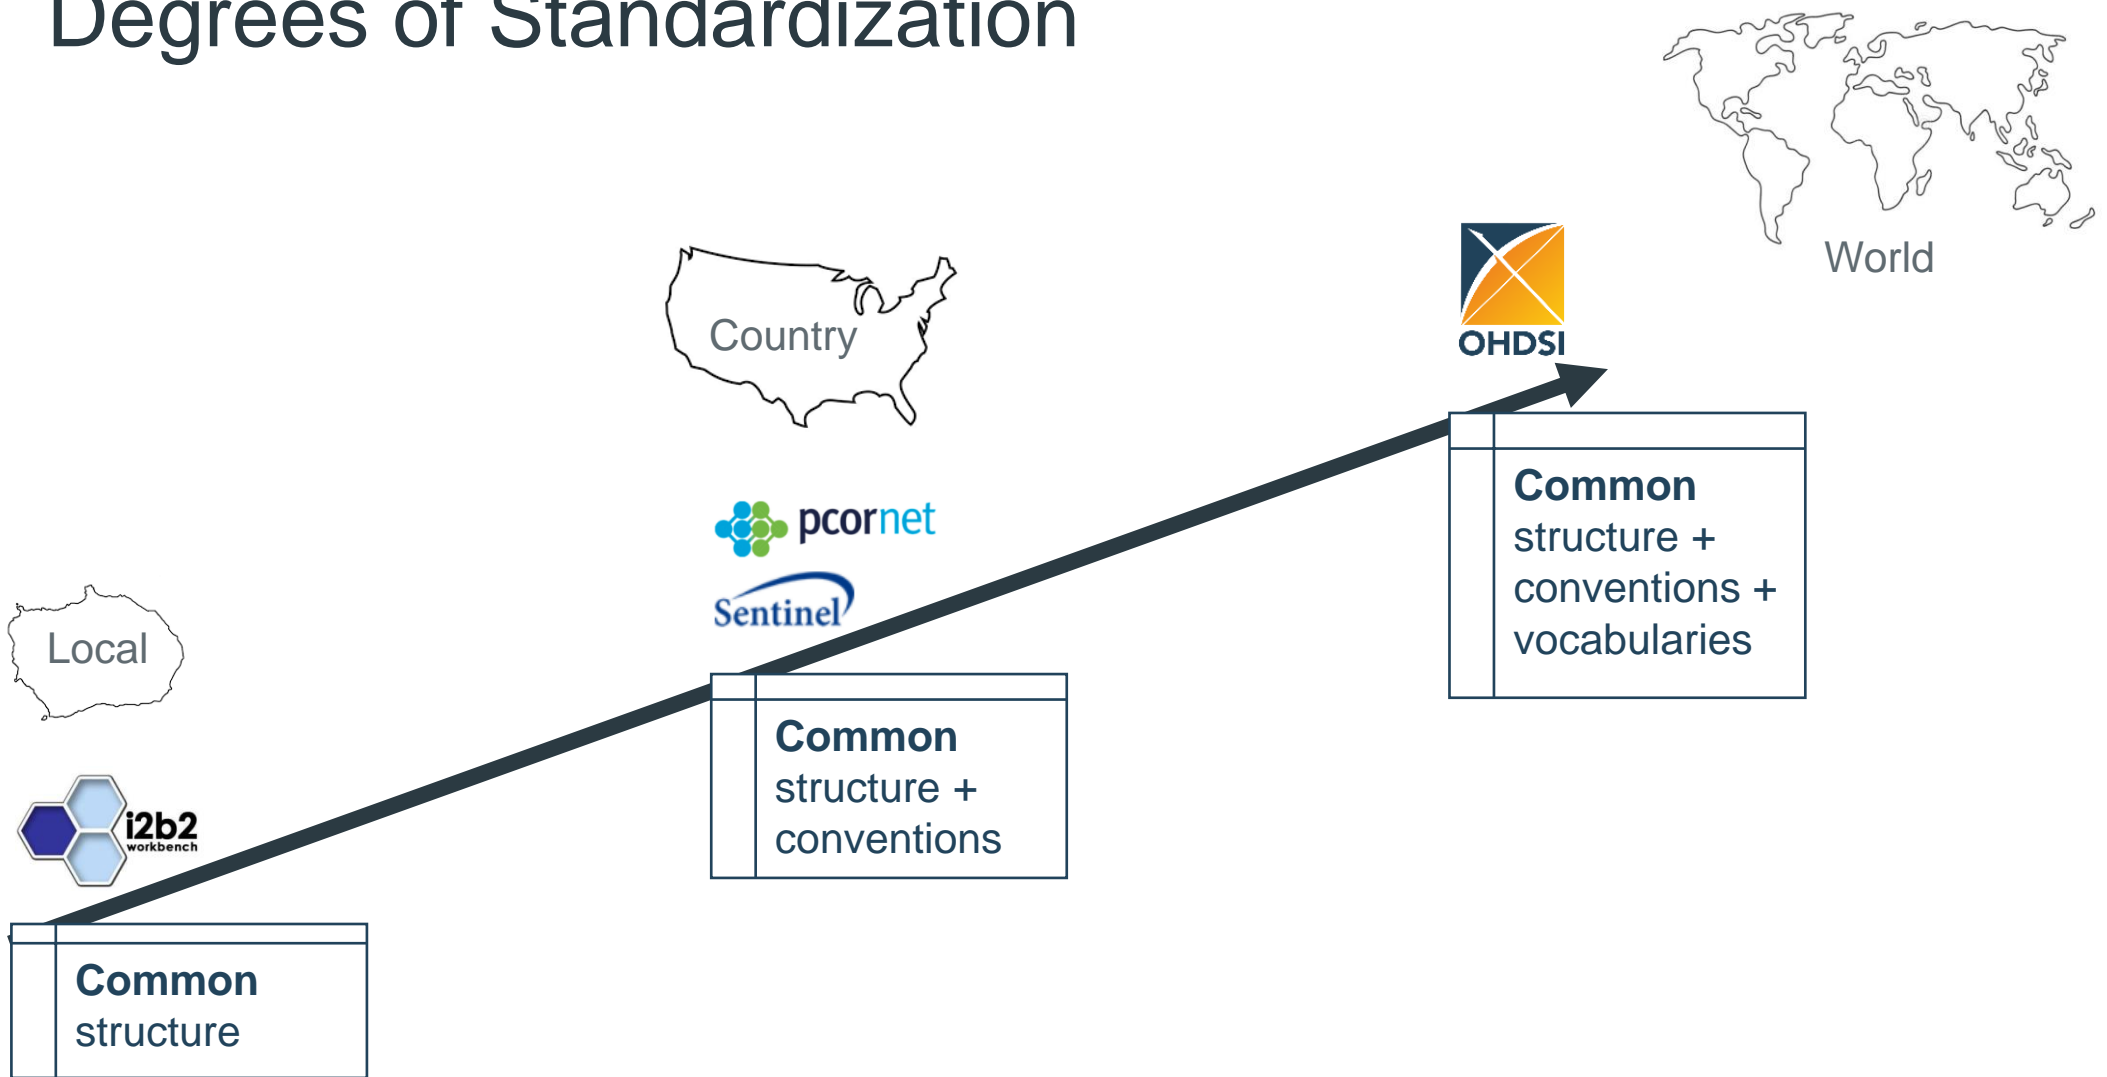 Degrees of Standardization
World
Country
OHDSI
pcornet
Sentinel
Local
i2b2
workbench
Common
structure +
conventions +
vocabularies
Common
structure +
conventions
Common
structure